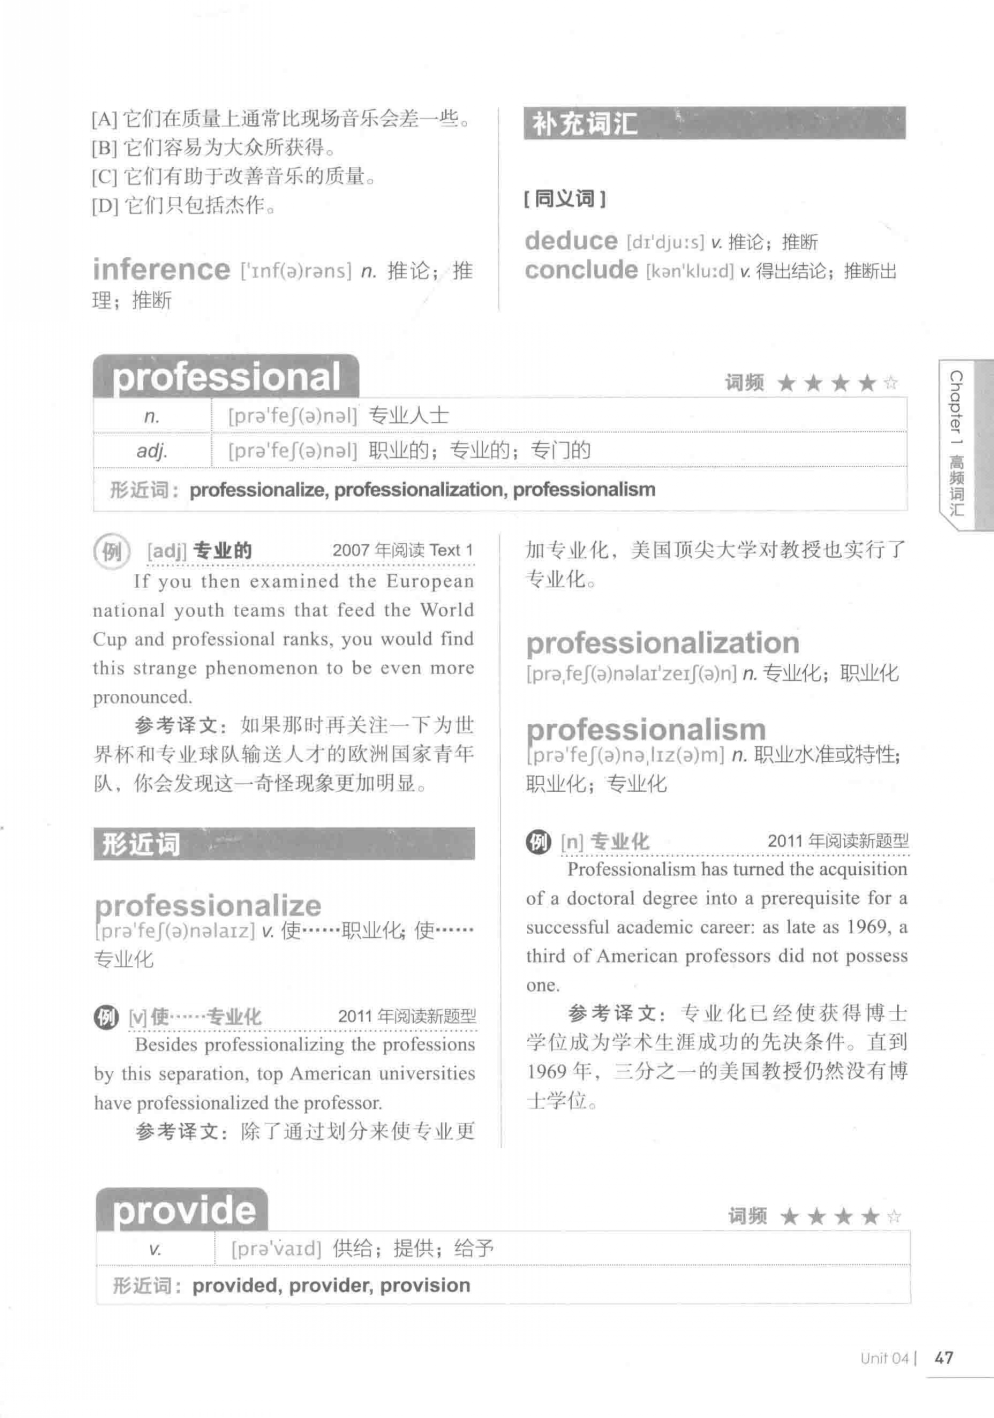 [A] 它们在质量上通常比现场音乐会差一些。
[B] 它们容易为大众所获得。
[C] 它们有助于改善音乐的质量。
[D] 它们只包括杰作。
inference ['ɪnf(ə)rəns] n. 推论；推
理；推断
补充词汇
[ 同义词 ]
deduce [dɪ'djuːs] v. 推论；推断
conclude [kən'kluːd] v. 得出结论；推断出
professional
词频 ★★★★☆
n. [prə'feʃ(ə)nəl] 专业人士
adj. [prə'feʃ(ə)nəl] 职业的；专业的；专门的
形近词：professionalize, professionalization, professionalism
例 [adj] 专业的 2007 年阅读 Text 1
If you then examined the European
national youth teams that feed the World
Cup and professional ranks, you would find
this strange phenomenon to be even more
pronounced.
参考译文：如果那时再关注一下为世
界杯和专业球队输送人才的欧洲国家青年
队，你会发现这一奇怪现象更加明显。
形近词
professionalize
[prə'feʃ(ə)nəlaɪz] v. 使……职业化；使……
专业化
例 [v] 使……专业化 2011 年阅读新题型
Besides professionalizing the professions
by this separation, top American universities
have professionalized the professor.
参考译文：除了通过划分来使专业更
加专业化，美国顶尖大学对教授也实行了
专业化。
professionalization
[prəˌfeʃ(ə)nəlaɪ'zeɪʃ(ə)n] n. 专业化；职业化
professionalism
[prə'feʃ(ə)nəˌlɪz(ə)m] n. 职业水准或特性；
职业化；专业化
例 [n] 专业化 2011 年阅读新题型
Professionalism has turned the acquisition
of a doctoral degree into a prerequisite for a
successful academic career: as late as 1969, a
third of American professors did not possess
one.
参考译文：专业化已经使获得博士
学位成为学术生涯成功的先决条件。直到
1969 年，三分之一的美国教授仍然没有博
士学位。
provide
词频 ★★★★☆
v. [prə'vaɪd] 供给；提供；给予
形近词：provided, provider, provision
Chapter 1 高频词汇
Unit 04 | 47